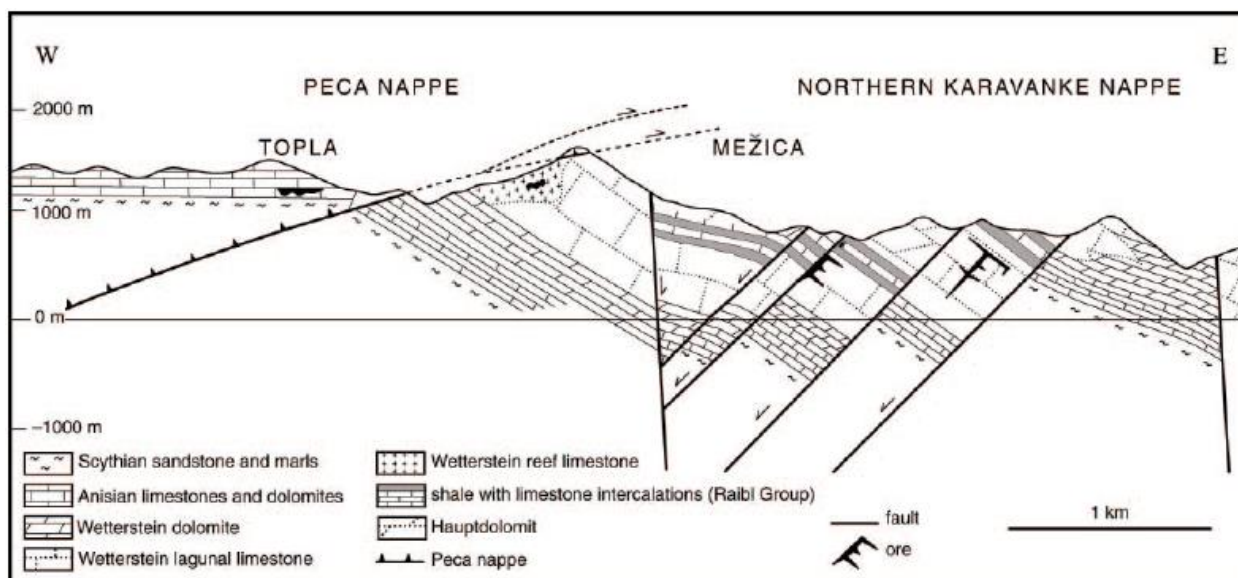 W
E
PECA NAPPE
NORTHERN KARAVANKE NAPPE
2000 m
TOPLA
MEŽICA
1000 m
0 m
-1000 m
Scythian sandstone and marls
Anisian limestones and dolomites
Wetterstein dolomite
Wetterstein lagunal limestone
Wetterstein reef limestone
shale with limestone intercalations (Raibl Group)
Hauptdolomit
Peca nappe
fault
ore
1 km